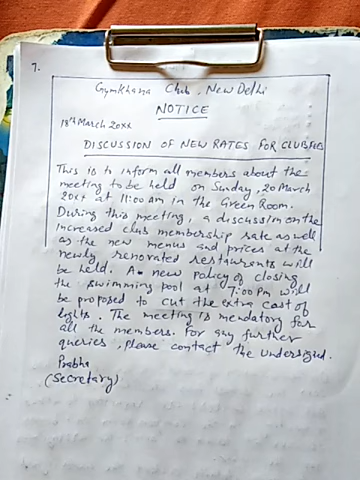 7.
Gymkhana Club, New Delhi
NOTICE
18th March 20xx
DISCUSSION OF NEW RATES FOR CLUB
This is to inform all members about the
meeting to be held on Sunday, 20 March
20xx at 11:00 am in the Green Room.
During this meeting, a discussion on the
increased club membership rate as well
as the new menus and prices at the
newly renovated restaurants will
be held. A new policy of closing
the swimming pool at 7:00 Pm will
be proposed to cut the extra cost of
lights. The meeting is mendatory for
all the members. For any further
queries, please contact the undersigned.
Prabha
(Secretary)